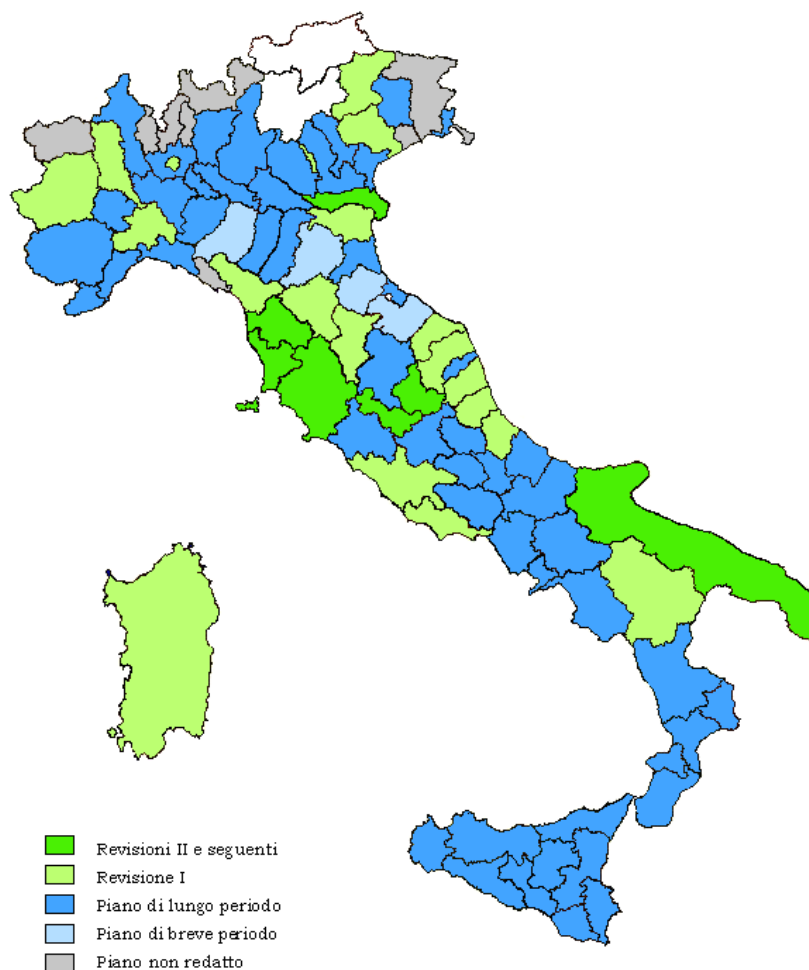 Revisioni II e seguenti
Revisione I
Piano di lungo periodo
Piano di breve periodo
Piano non redatto